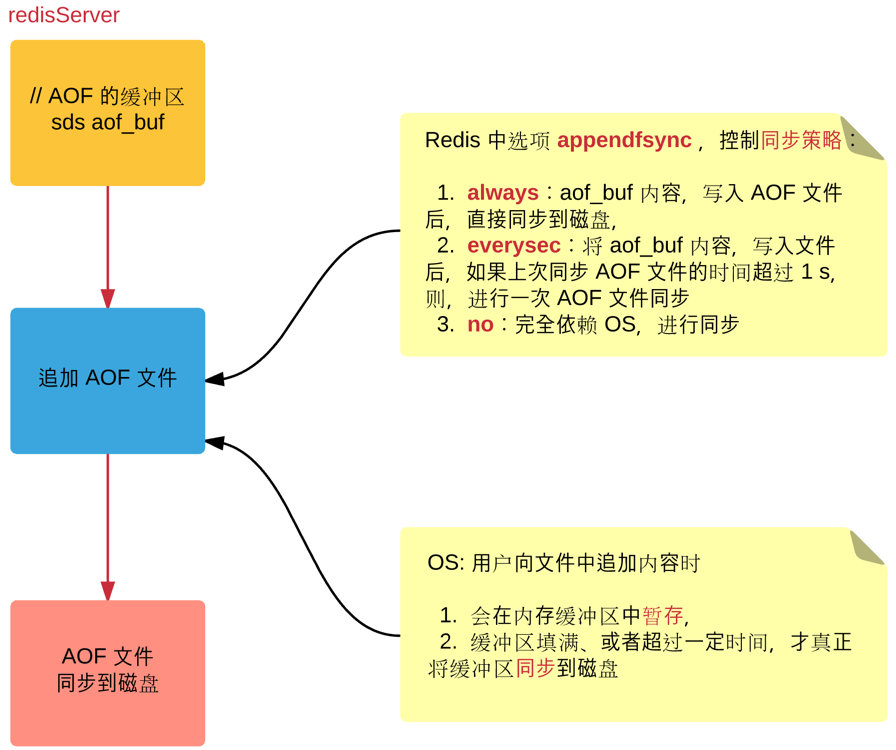 redisServer
// AOF 的缓冲区
sds aof_buf
Redis 中选项 appendfsync ，控制同步策略：
1. always：aof_buf 内容，写入 AOF 文件
后，直接同步到磁盘，
2. everysec：将 aof_buf 内容，写入文件
后，如果上次同步 AOF 文件的时间超过 1 s，
则，进行一次 AOF 文件同步
3. no：完全依赖 OS，进行同步
追加 AOF 文件
OS: 用户向文件中追加内容时
1. 会在内存缓冲区中暂存，
2. 缓冲区填满、或者超过一定时间，才真正
将缓冲区同步到磁盘
AOF 文件
同步到磁盘